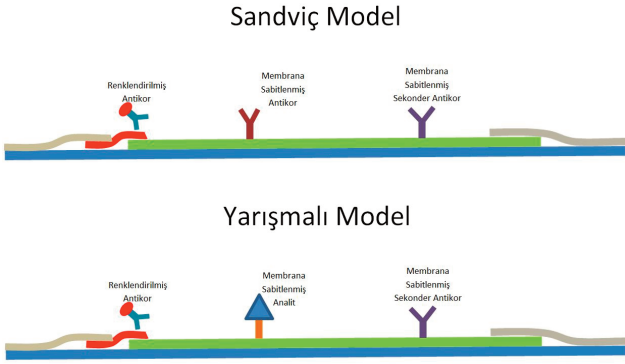 Sandviç Model
Renklendirilmiş
Antikor
Membrana
Sabitlenmiş
Antikor
Membrana
Sabitlenmiş
Sekonder Antikor
Yarışmalı Model
Renklendirilmiş
Antikor
Membrana
Sabitlenmiş
Analit
Membrana
Sabitlenmiş
Sekonder Antikor